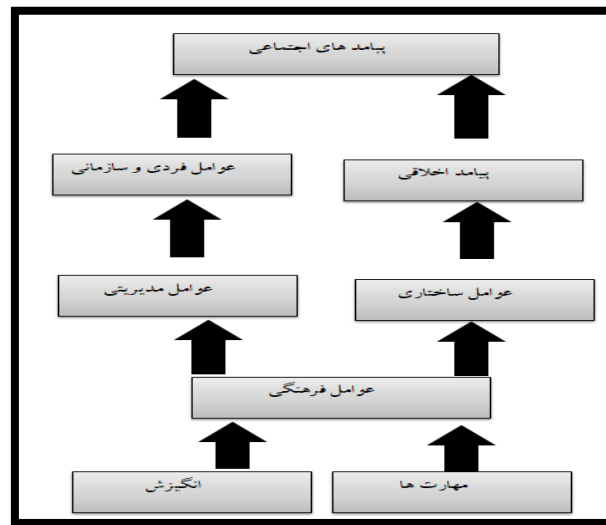 پیامد های اجتماعی
پیامد اخلاقی
عوامل فردی و سازمانی
عوامل ساختاری
عوامل مدیریتی
عوامل فرهنگی
مهارت ها
انگیزش